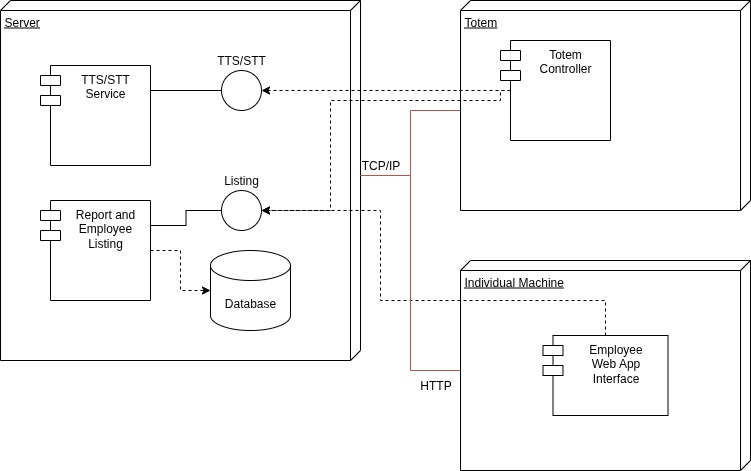 Server
TTS/STT
Service
TTS/STT
Listing
Report and
Employee
Listing
Database
TCP/IP
HTTP
Totem
Totem
Controller
Individual Machine
Employee
Web App
Interface